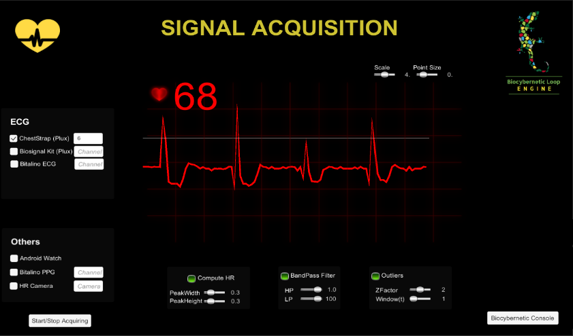 SIGNAL ACQUISITION
Scale 4. Point Size 0.
Biocybernetic Loop
ENGINE
68
ECG
ChestStrap (Plux) 6
Biosignal Kit (Plux) Channel
Bitalino ECG Channel
Others
Android Watch
Bitalino PPG Channel
HR Camera Camera
Compute HR
PeakWidth 0.3
PeakHeight 0.3
BandPass Filter
HP 1.0
LP 100
Outliers
ZFactor 2
Window(t) 1
Start/Stop Acquiring
Biocybernetic Console